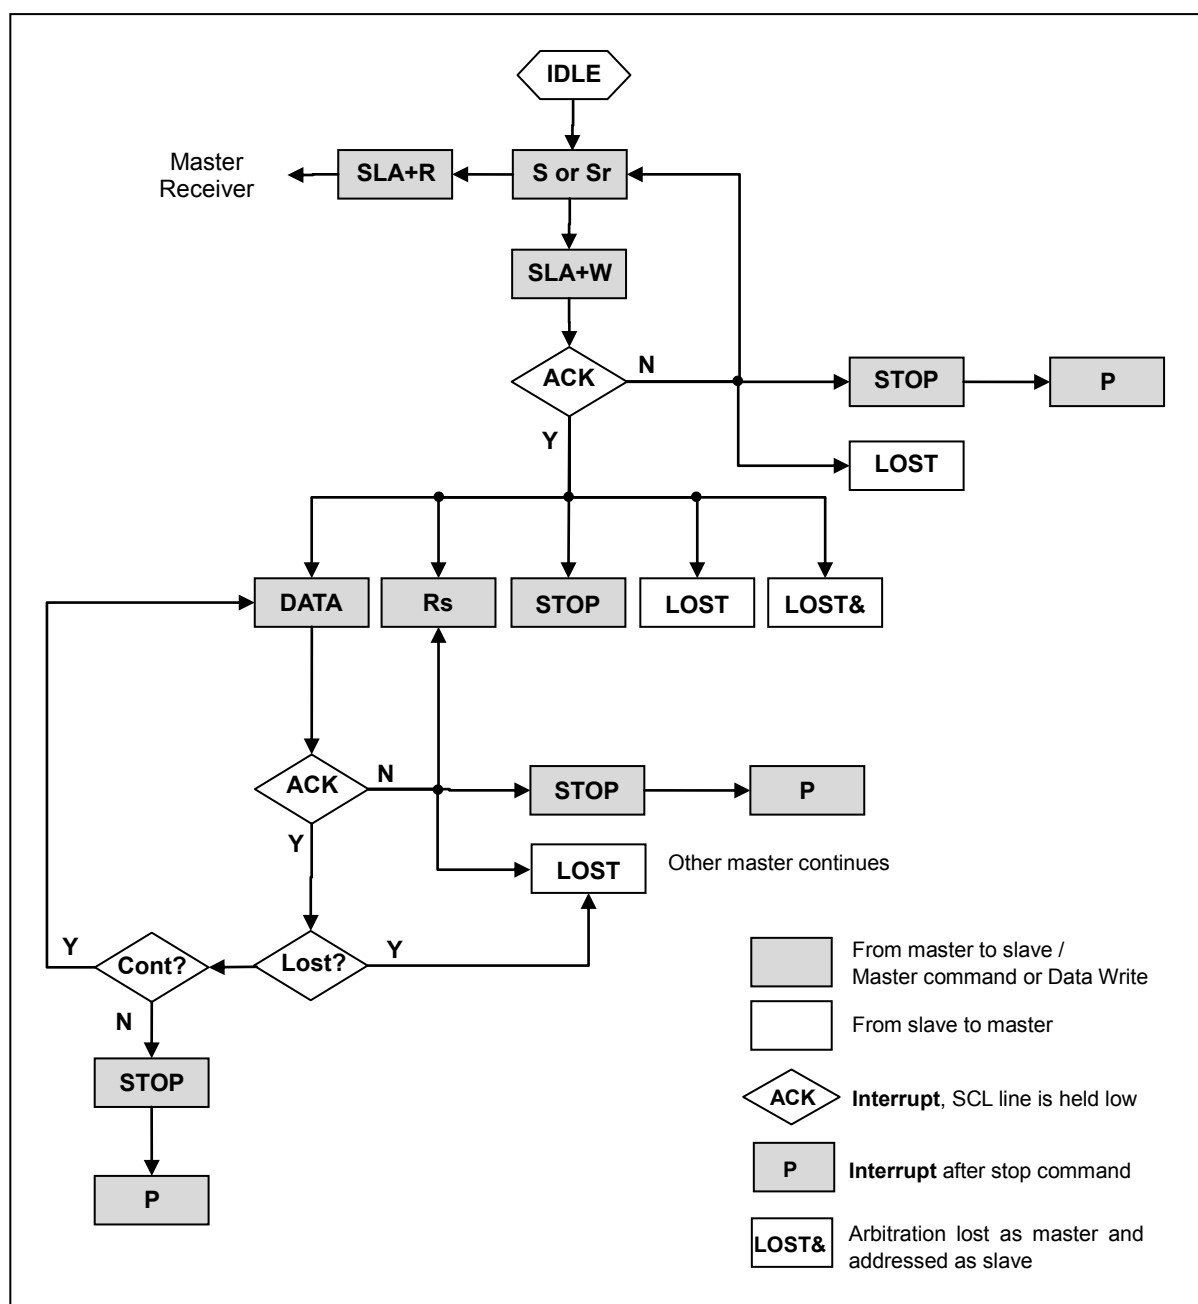 IDLE
Master
Receiver
SLA+R
S or Sr
SLA+W
ACK
N
STOP
P
Y
LOST
DATA
Rs
STOP
LOST
LOST&
ACK
N
STOP
P
Y
LOST
Other master continues
Y
Cont?
Lost?
Y
N
STOP
P
From master to slave /
Master command or Data Write
From slave to master
ACK
Interrupt, SCL line is held low
P
Interrupt after stop command
LOST&
Arbitration lost as master and
addressed as slave